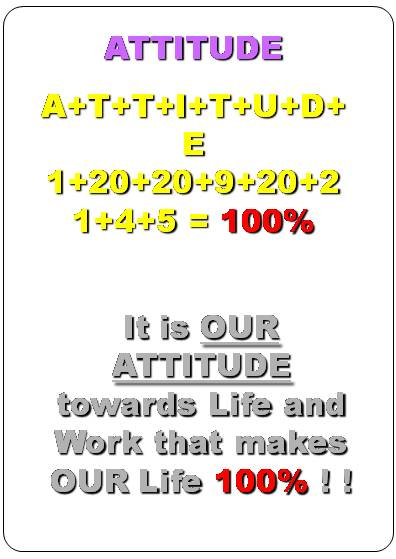 ATTITUDE
A+T+T+I+T+U+D+
E
1+20+20+9+20+2
1+4+5 = 100%
It is OUR
ATTITUDE
towards Life and
Work that makes
OUR Life 100% ! !